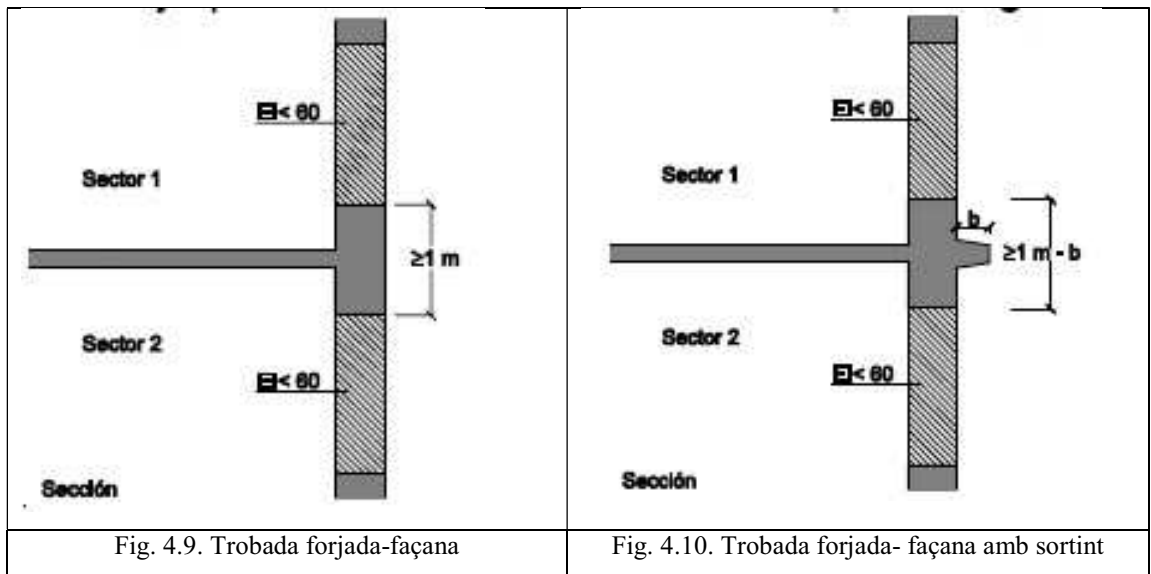 EI < 60
Sector 1
≥1 m
Sector 2
EI < 60
Sección
EI < 60
Sector 1
b
≥1 m - b
Sector 2
EI < 60
Sección
Fig. 4.9. Trobada forjada-façana
Fig. 4.10. Trobada forjada- façana amb sortint